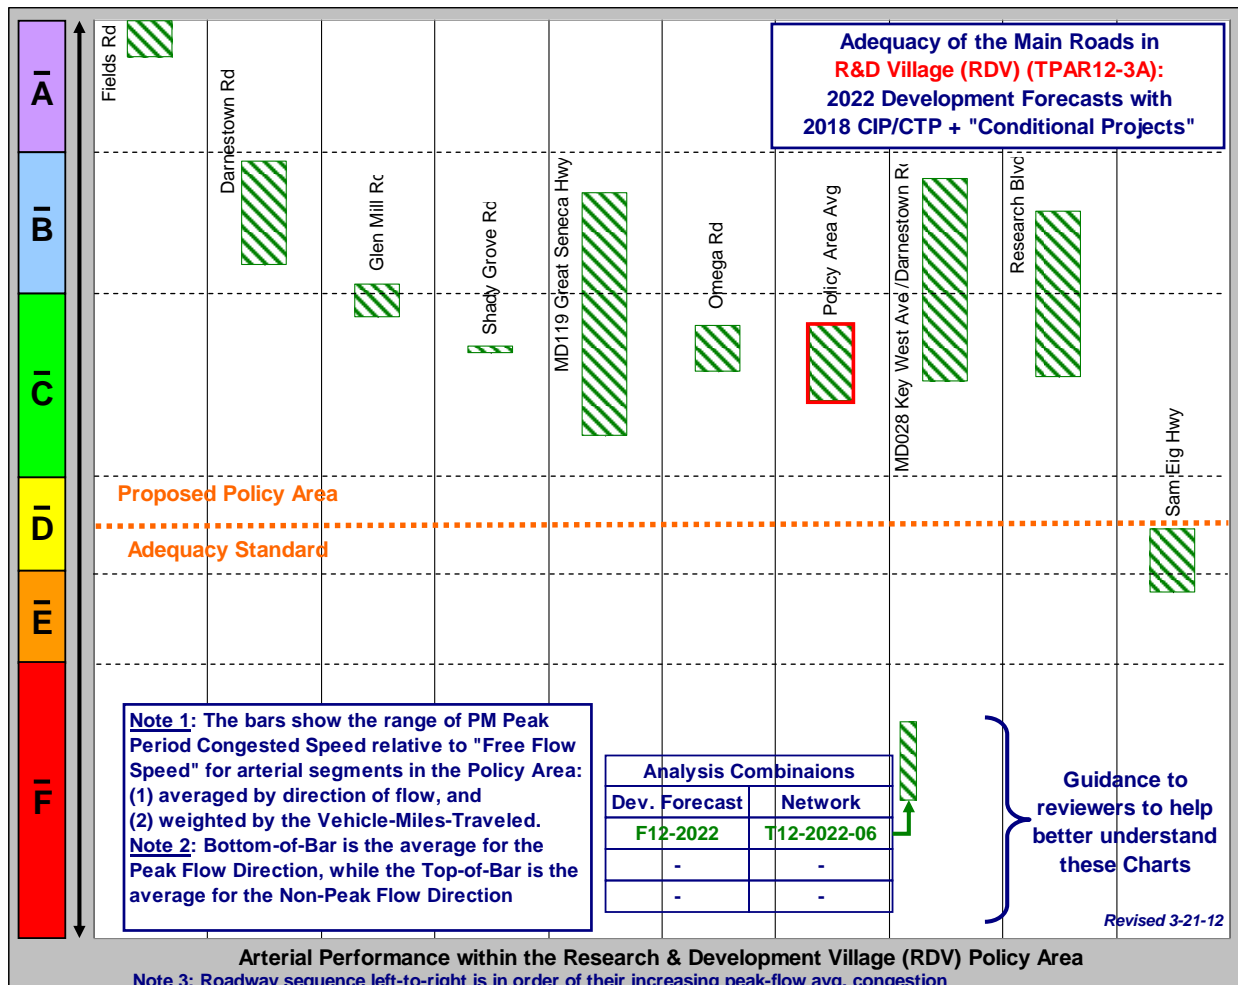 A
B
C
D
E
F
Fields Rd
Darnestown Rd
Glen Mill Rd
Shady Grove Rd
MD119 Great Seneca Hwy
Omega Rd
Policy Area Avg
MD028 Key West Ave /Darnestown Rd
Research Blvd
Sam Eig Hwy
Adequacy of the Main Roads in
R&D Village (RDV) (TPAR12-3A):
2022 Development Forecasts with
2018 CIP/CTP + "Conditional Projects"
Proposed Policy Area
Adequacy Standard
Note 1: The bars show the range of PM Peak
Period Congested Speed relative to "Free Flow
Speed" for arterial segments in the Policy Area:
(1) averaged by direction of flow, and
(2) weighted by the Vehicle-Miles-Traveled.
Note 2: Bottom-of-Bar is the average for the
Peak Flow Direction, while the Top-of-Bar is the
average for the Non-Peak Flow Direction
Analysis Combinaions
Dev. Forecast Network
F12-2022 T12-2022-06
- -
- -
Guidance to
reviewers to help
better understand
these Charts
Revised 3-21-12
Arterial Performance within the Research & Development Village (RDV) Policy Area
Note 3: Roadway sequence left-to-right is in order of their increasing peak-flow avg. congestion